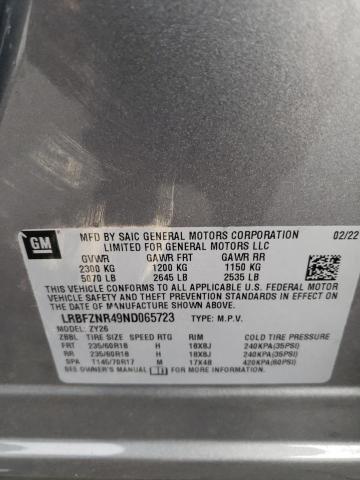 GM
MFD BY SAIC GENERAL MOTORS CORPORATION 02/22
LIMITED FOR GENERAL MOTORS LLC
GVWR GAWR FRT GAWR RR
2300 KG 1200 KG 1150 KG
5070 LB 2645 LB 2535 LB
THIS VEHICLE CONFORMS TO ALL APPLICABLE U.S. FEDERAL
VEHICLE SAFETY AND THEFT PREVENTION STANDARDS
IN EFFECT ON THE DATE OF MANUFACTURE SHOWN ABOVE.
LRBFZNR49ND065723 TYPE: M.P.V.
MODEL: ZY26
ZBBL TIRE SIZE SPEED RTG RIM COLD TIRE PRESSURE
FRT 235/60R18 H 18X8J 240KPA(35PSI)
RR 235/60R18 H 18X8J 240KPA(35PSI)
SPA T145/70R17 M 17X4B 420KPA(60PSI)
SEE OWNER'S MANUAL FOR ADDITIONAL INFORMATION